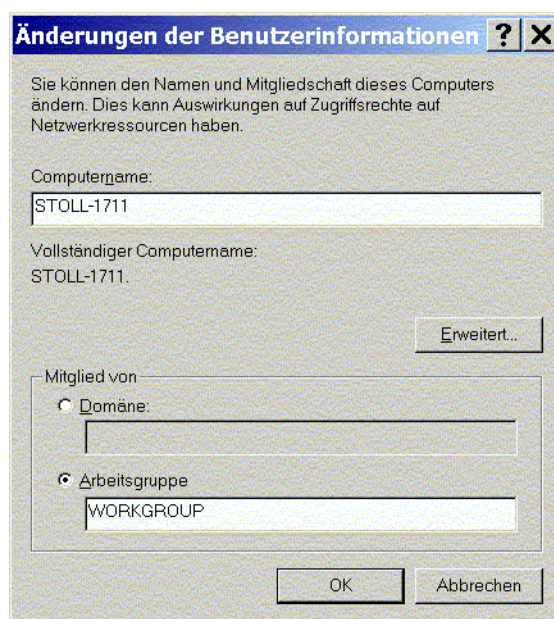 Änderungen der Benutzerinformationen
Sie können den Namen und Mitgliedschaft dieses Computers
ändern. Dies kann Auswirkungen auf Zugriffsrechte auf
Netzwerkressourcen haben.
Computername:
STOLL-1711
Vollständiger Computername:
STOLL-1711.
Erweitert...
Mitglied von
Domäne:
Arbeitsgruppe
WORKGROUP
OK Abbrechen